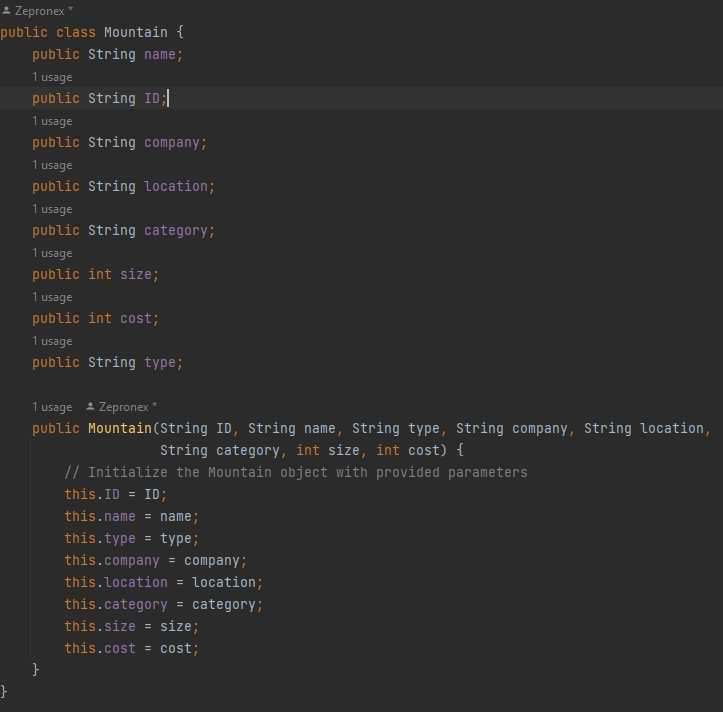 Zepronex *
public class Mountain {
    public String name;
    1 usage
    public String ID;
    1 usage
    public String company;
    1 usage
    public String location;
    1 usage
    public String category;
    1 usage
    public int size;
    1 usage
    public int cost;
    1 usage
    public String type;
    1 usage   Zepronex *
    public Mountain(String ID, String name, String type, String company, String location,
                    String category, int size, int cost) {
        // Initialize the Mountain object with provided parameters
        this.ID = ID;
        this.name = name;
        this.type = type;
        this.company = company;
        this.location = location;
        this.category = category;
        this.size = size;
        this.cost = cost;
    }
}